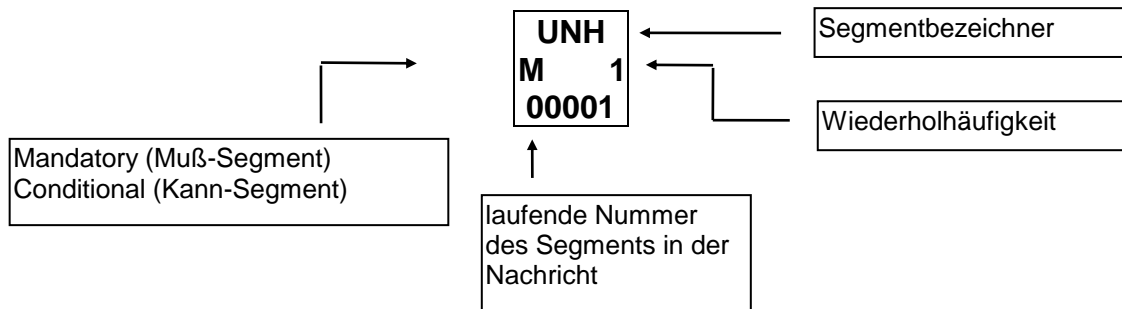 UNH
M 1
00001
Segmentbezeichner
Wiederholhäufigkeit
Mandatory (Muß-Segment)
Conditional (Kann-Segment)
laufende Nummer
des Segments in der
Nachricht